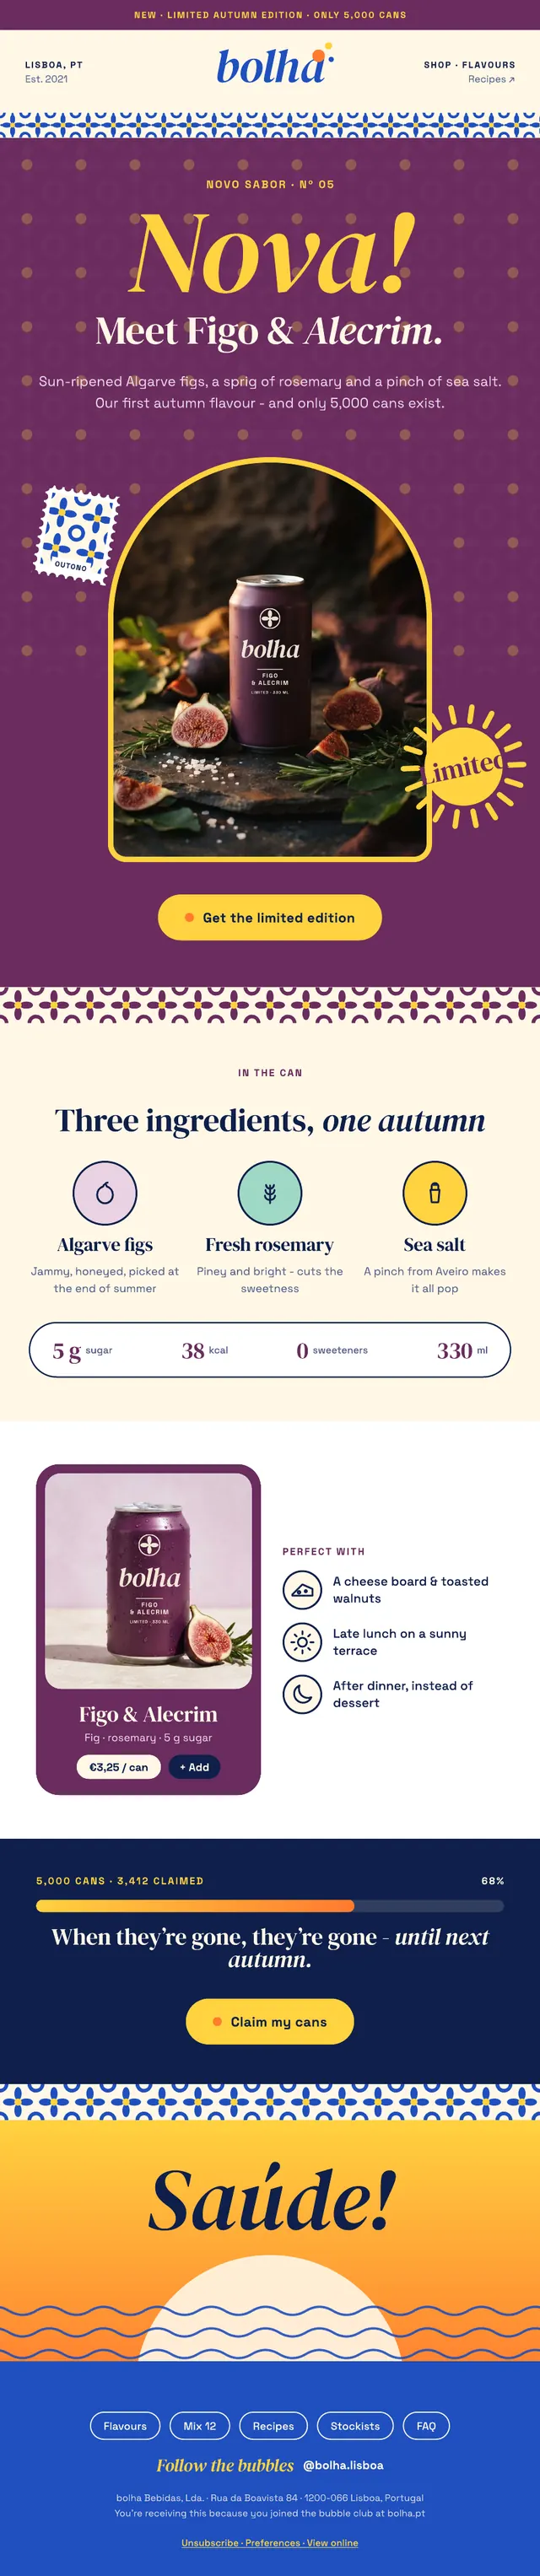 NEW · LIMITED AUTUMN EDITION · ONLY 5,000 CANS
LISBOA, PT
Est. 2021
bolha
SHOP · FLAVOURS
Recipes ↗
NOVO SABOR · Nº 05
Nova!
Meet Figo & Alecrim.
Sun-ripened Algarve figs, a sprig of rosemary and a pinch of sea salt.
Our first autumn flavour - and only 5,000 cans exist.
OUTONO
bolha
FIGO
& ALECRIM
LIMITED · 330 ML
Limited
Get the limited edition
IN THE CAN
Three ingredients, one autumn
Algarve figs
Jammy, honeyed, picked at
the end of summer
Fresh rosemary
Piney and bright - cuts the
sweetness
Sea salt
A pinch from Aveiro makes
it all pop
5 g sugar
38 kcal
0 sweeteners
330 ml
bolha
FIGO
& ALECRIM
LIMITED · 330 ML
Figo & Alecrim
Fig · rosemary · 5 g sugar
€3,25 / can
+ Add
PERFECT WITH
A cheese board & toasted
walnuts
Late lunch on a sunny
terrace
After dinner, instead of
dessert
5,000 CANS · 3,412 CLAIMED
68%
When they’re gone, they’re gone - until next
autumn.
Claim my cans
Saúde!
Flavours
Mix 12
Recipes
Stockists
FAQ
Follow the bubbles @bolha.lisboa
bolha Bebidas, Lda. · Rua da Boavista 84 · 1200-066 Lisboa, Portugal
You’re receiving this because you joined the bubble club at bolha.pt
Unsubscribe · Preferences · View online